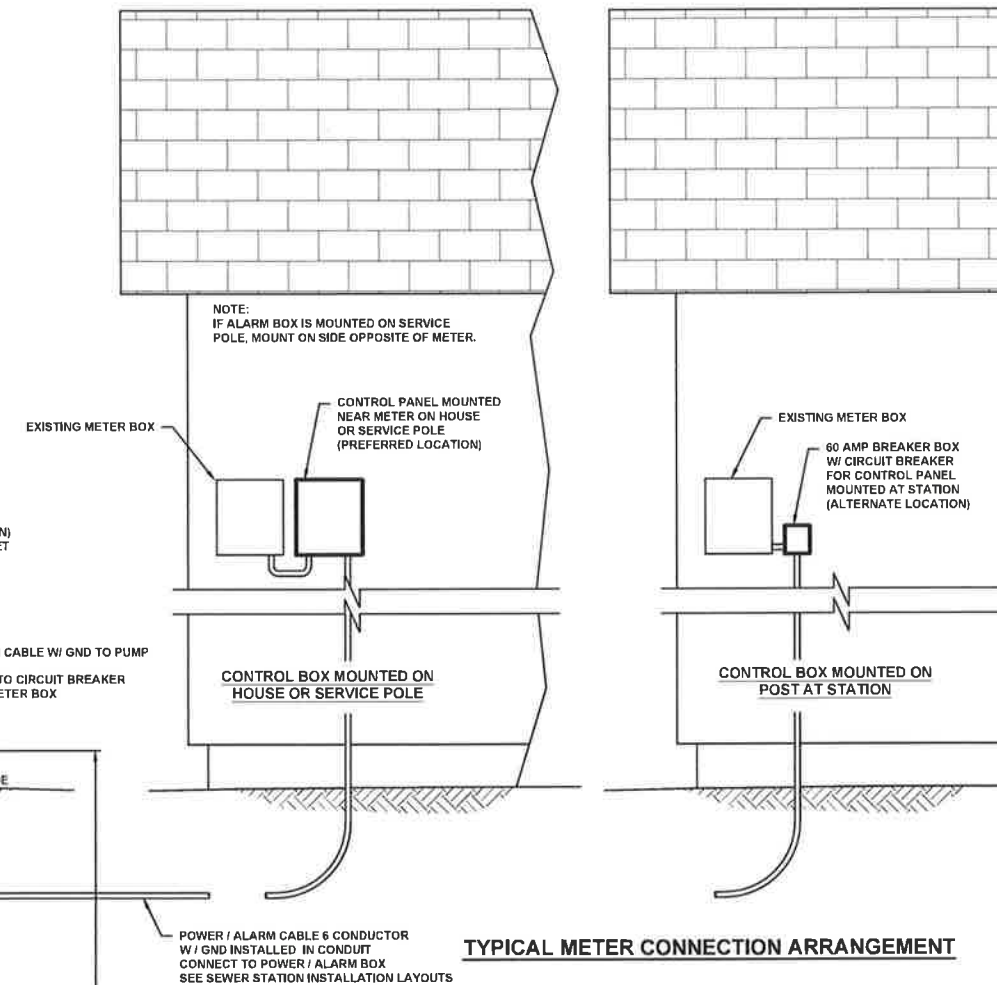 NOTE:
IF ALARM BOX IS MOUNTED ON SERVICE
POLE, MOUNT ON SIDE OPPOSITE OF METER.
EXISTING METER BOX
CONTROL PANEL MOUNTED
NEAR METER ON HOUSE
OR SERVICE POLE
(PREFERRED LOCATION)
EXISTING METER BOX
60 AMP BREAKER BOX
W/ CIRCUIT BREAKER
FOR CONTROL PANEL
MOUNTED AT STATION
(ALTERNATE LOCATION)
CABLE W/ GND TO PUMP
TO CIRCUIT BREAKER
CONTROL BOX MOUNTED ON
HOUSE OR SERVICE POLE
CONTROL BOX MOUNTED ON
POST AT STATION
POWER / ALARM CABLE 6 CONDUCTOR
W / GND INSTALLED IN CONDUIT
CONNECT TO POWER / ALARM BOX
SEE SEWER STATION INSTALLATION LAYOUTS
TYPICAL METER CONNECTION ARRANGEMENT